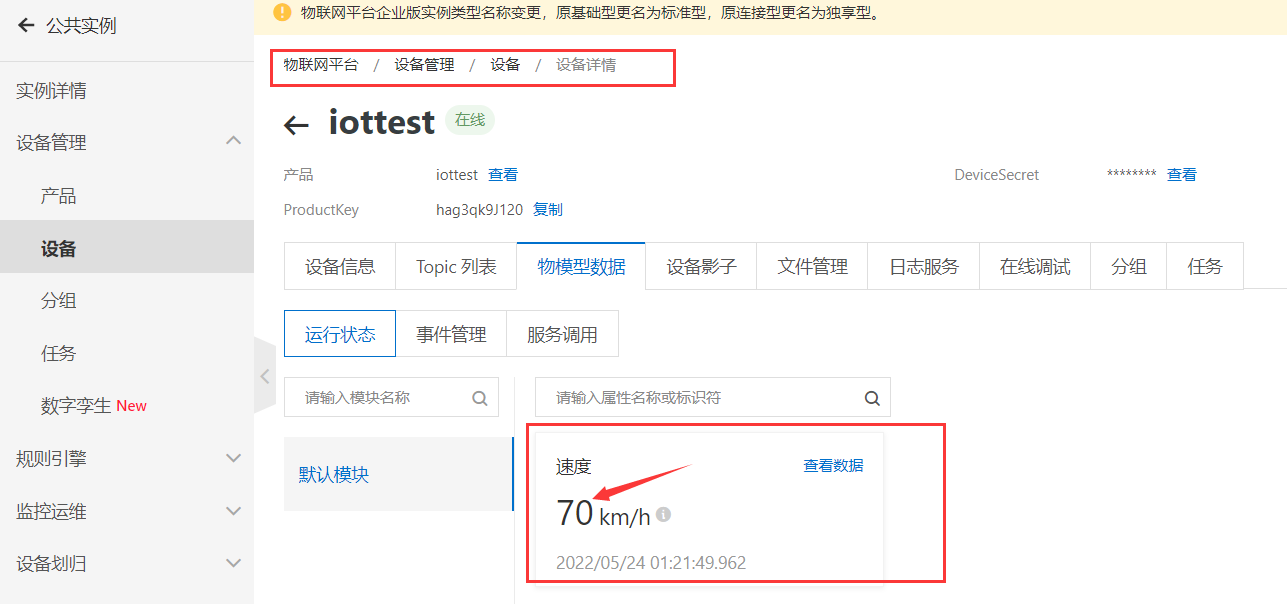 公共实例
实例详情
设备管理
产品
设备
分组
任务
数字孪生 New
规则引擎
监控运维
设备划归
物联网平台企业版实例类型名称变更，原基础型更名为标准型，原连接型更名为独享型。
物联网平台 / 设备管理 / 设备 / 设备详情
iottest 在线
产品 iottest 查看 DeviceSecret ******** 查看
ProductKey hag3qk9J120 复制
设备信息 Topic 列表 物模型数据 设备影子 文件管理 日志服务 在线调试 分组 任务
运行状态 事件管理 服务调用
请输入模块名称 请输入属性名称或标识符
默认模块
速度 查看数据
70 km/h
2022/05/24 01:21:49.962